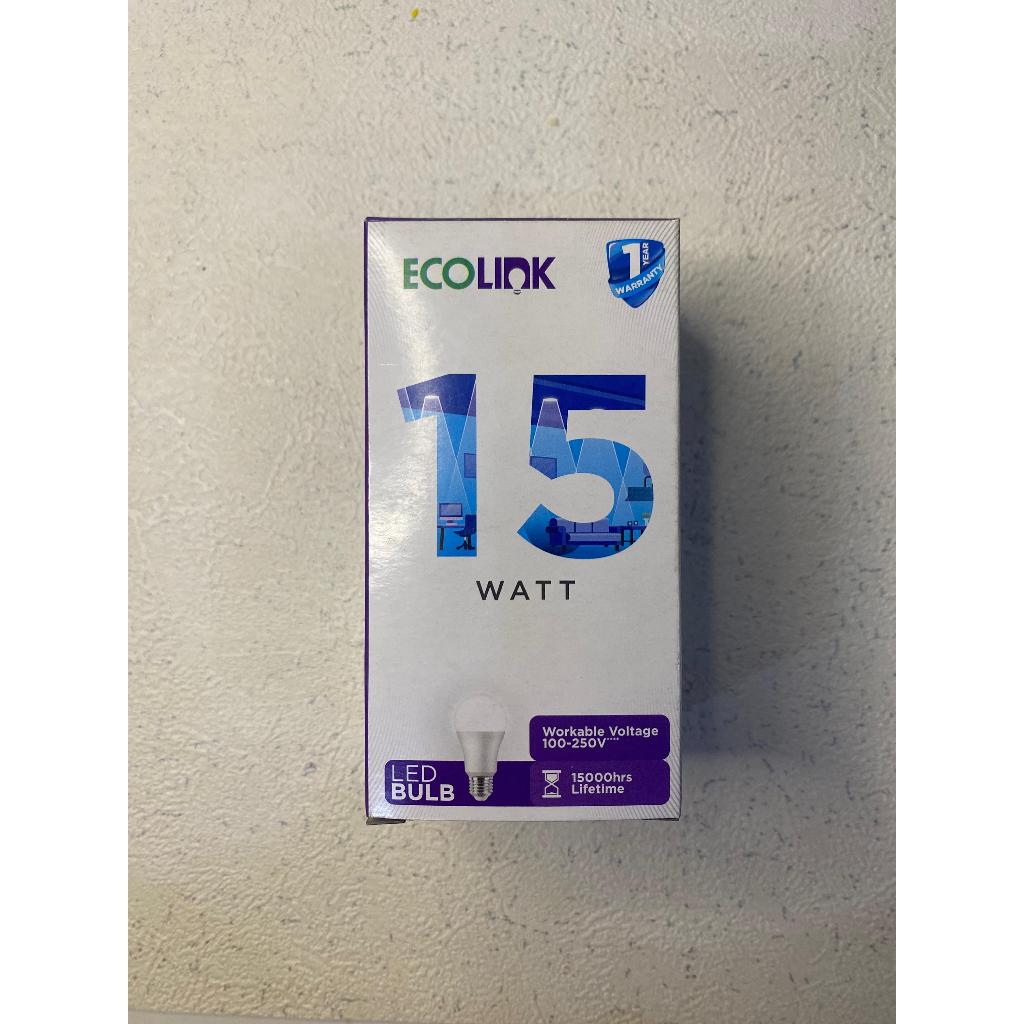 ECOLINK
1 YEAR
WARRANTY
15
WATT
Workable Voltage
100-250V****
LED
BULB
15000hrs
Lifetime